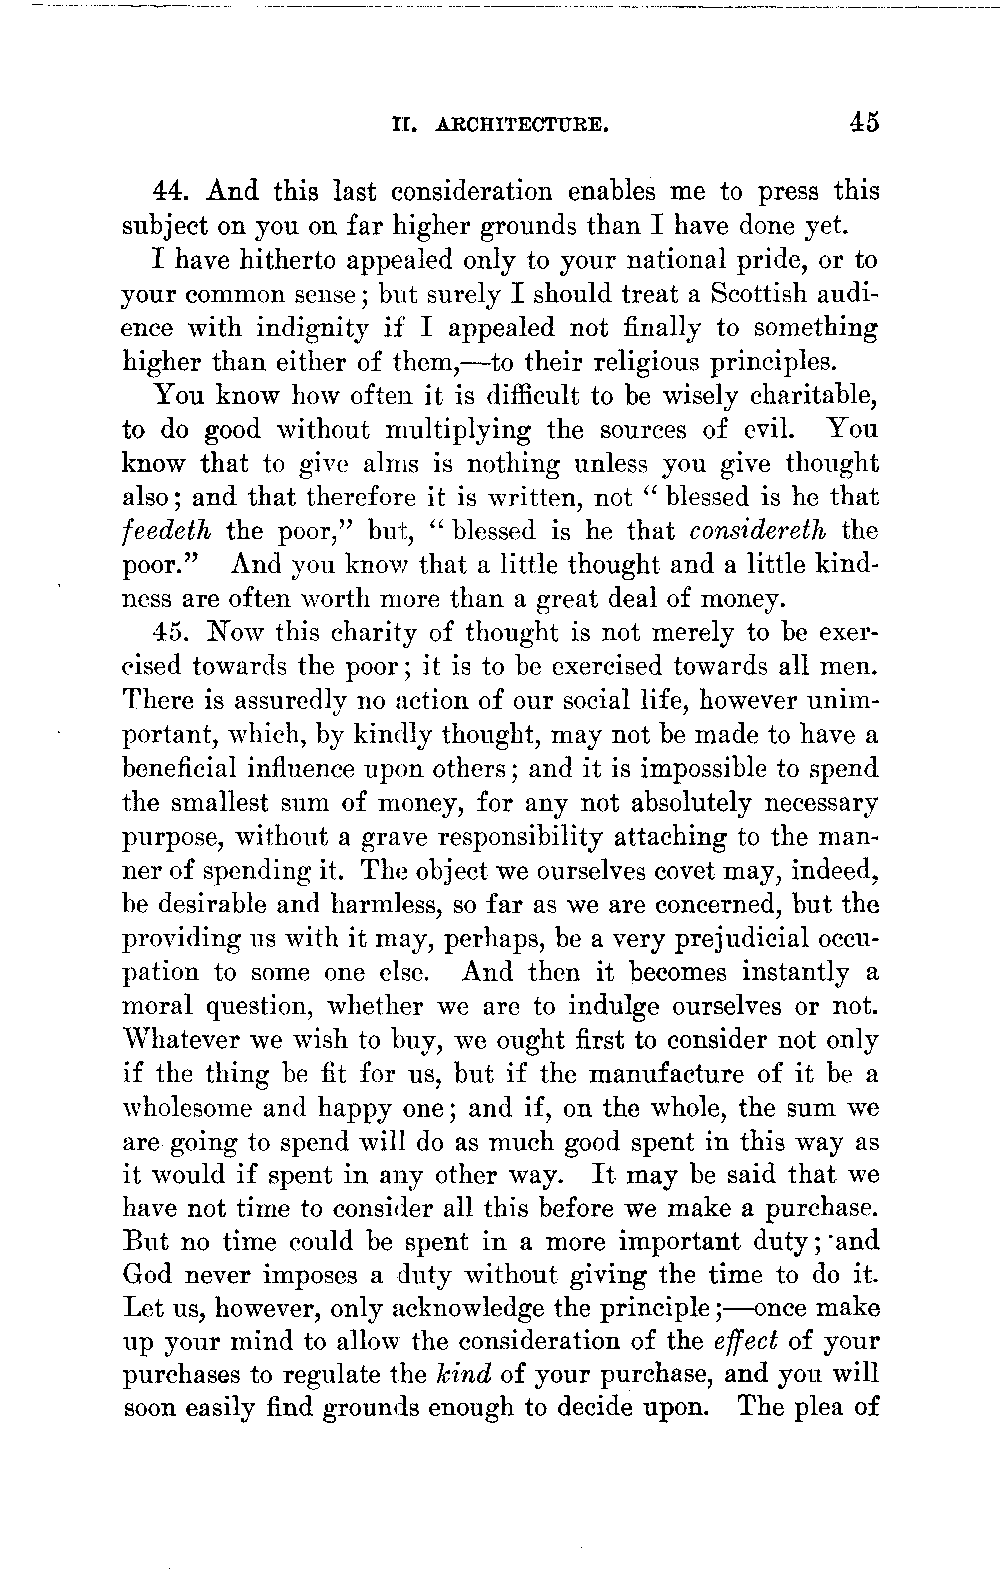 II. ARCHITECTURE. 45
44. And this last consideration enables me to press this
subject on you on far higher grounds than I have done yet.
I have hitherto appealed only to your national pride, or to
your common sense; but surely I should treat a Scottish audi-
ence with indignity if I appealed not finally to something
higher than either of them,—to their religious principles.
You know how often it is difficult to be wisely charitable,
to do good without multiplying the sources of evil. You
know that to give alms is nothing unless you give thought
also; and that therefore it is written, not "blessed is he that
feedeth the poor," but, "blessed is he that considereth the
poor." And you know that a little thought and a little kind-
ness are often worth more than a great deal of money.
45. Now this charity of thought is not merely to be exer-
cised towards the poor; it is to be exercised towards all men.
There is assuredly no action of our social life, however unim-
portant, which, by kindly thought, may not be made to have a
beneficial influence upon others; and it is impossible to spend
the smallest sum of money, for any not absolutely necessary
purpose, without a grave responsibility attaching to the man-
ner of spending it. The object we ourselves covet may, indeed,
be desirable and harmless, so far as we are concerned, but the
providing us with it may, perhaps, be a very prejudicial occu-
pation to some one else. And then it becomes instantly a
moral question, whether we are to indulge ourselves or not.
Whatever we wish to buy, we ought first to consider not only
if the thing be fit for us, but if the manufacture of it be a
wholesome and happy one; and if, on the whole, the sum we
are going to spend will do as much good spent in this way as
it would if spent in any other way. It may be said that we
have not time to consider all this before we make a purchase.
But no time could be spent in a more important duty; and
God never imposes a duty without giving the time to do it.
Let us, however, only acknowledge the principle;—once make
up your mind to allow the consideration of the effect of your
purchases to regulate the kind of your purchase, and you will
soon easily find grounds enough to decide upon. The plea of